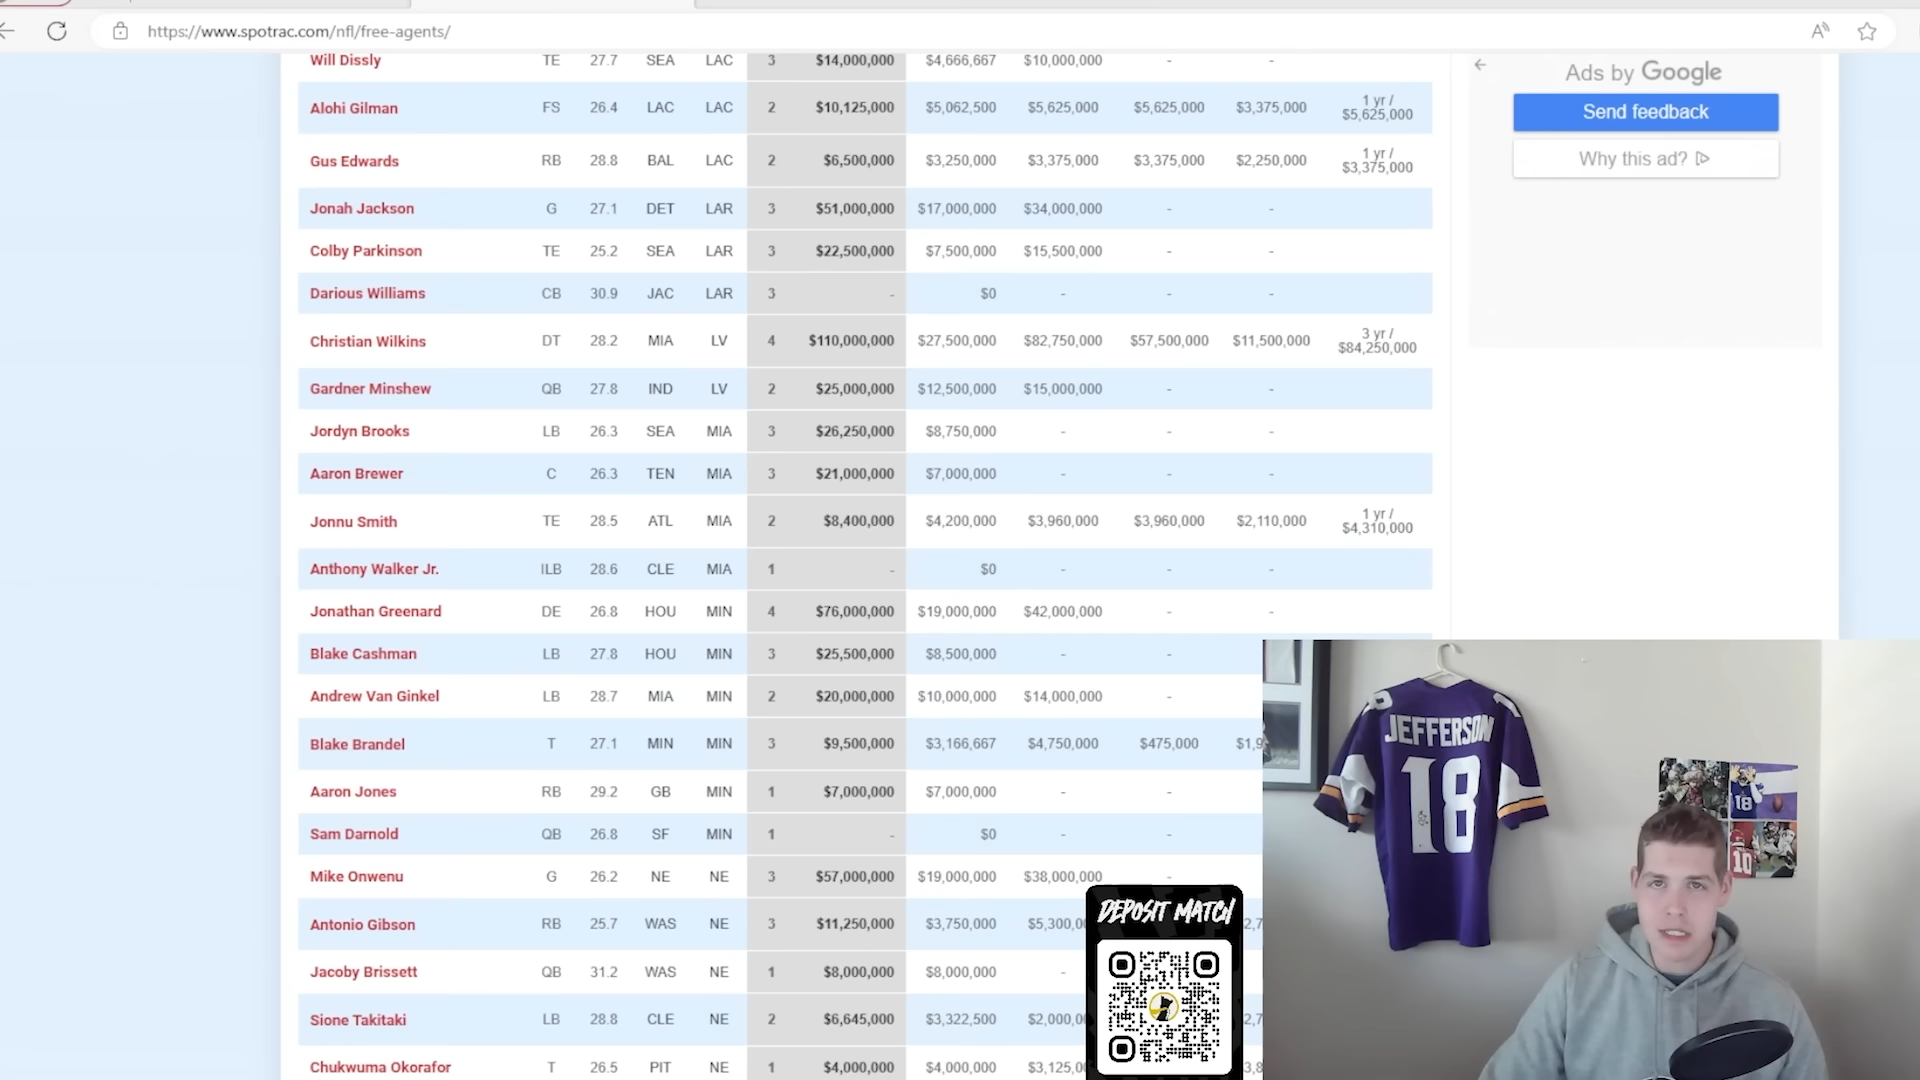 https://www.spotrac.com/nfl/free-agents/
Will Dissly TE 27.7 SEA LAC 3 $14,000,000 $4,666,667 $10,000,000 - -
Alohi Gilman FS 26.4 LAC LAC 2 $10,125,000 $5,062,500 $5,625,000 $5,625,000 $3,375,000 1 yr / $5,625,000
Gus Edwards RB 28.8 BAL LAC 2 $6,500,000 $3,250,000 $3,375,000 $3,375,000 $2,250,000 1 yr / $3,375,000
Jonah Jackson G 27.1 DET LAR 3 $51,000,000 $17,000,000 $34,000,000 - -
Colby Parkinson TE 25.2 SEA LAR 3 $22,500,000 $7,500,000 $15,500,000 - -
Darious Williams CB 30.9 JAC LAR 3 - $0 - - -
Christian Wilkins DT 28.2 MIA LV 4 $110,000,000 $27,500,000 $82,750,000 $57,500,000 $11,500,000 3 yr / $84,250,000
Gardner Minshew QB 27.8 IND LV 2 $25,000,000 $12,500,000 $15,000,000 - -
Jordyn Brooks LB 26.3 SEA MIA 3 $26,250,000 $8,750,000 - - -
Aaron Brewer C 26.3 TEN MIA 3 $21,000,000 $7,000,000 - - -
Jonnu Smith TE 28.5 ATL MIA 2 $8,400,000 $4,200,000 $3,960,000 $3,960,000 $2,110,000 1 yr / $4,310,000
Anthony Walker Jr. ILB 28.6 CLE MIA 1 - $0 - - -
Jonathan Greenard DE 26.8 HOU MIN 4 $76,000,000 $19,000,000 $42,000,000 - -
Blake Cashman LB 27.8 HOU MIN 3 $25,500,000 $8,500,000 - -
Andrew Van Ginkel LB 28.7 MIA MIN 2 $20,000,000 $10,000,000 $14,000,000 -
Blake Brandel T 27.1 MIN MIN 3 $9,500,000 $3,166,667 $4,750,000 $475,000 $1,9
Aaron Jones RB 29.2 GB MIN 1 $7,000,000 $7,000,000 - -
Sam Darnold QB 26.8 SF MIN 1 - $0 - -
Mike Onwenu G 26.2 NE NE 3 $57,000,000 $19,000,000 $38,000,000 -
Antonio Gibson RB 25.7 WAS NE 3 $11,250,000 $3,750,000 $5,300,00 2,7
Jacoby Brissett QB 31.2 WAS NE 1 $8,000,000 $8,000,000 -
Sione Takitaki LB 28.8 CLE NE 2 $6,645,000 $3,322,500 $2,000,00 2,7
Chukwuma Okorafor T 26.5 PIT NE 1 $4,000,000 $4,000,000 $3,125,00 3,8
Ads by Google
Send feedback
Why this ad?
DEPOSIT MATCH
JEFFERSON
18
18
10